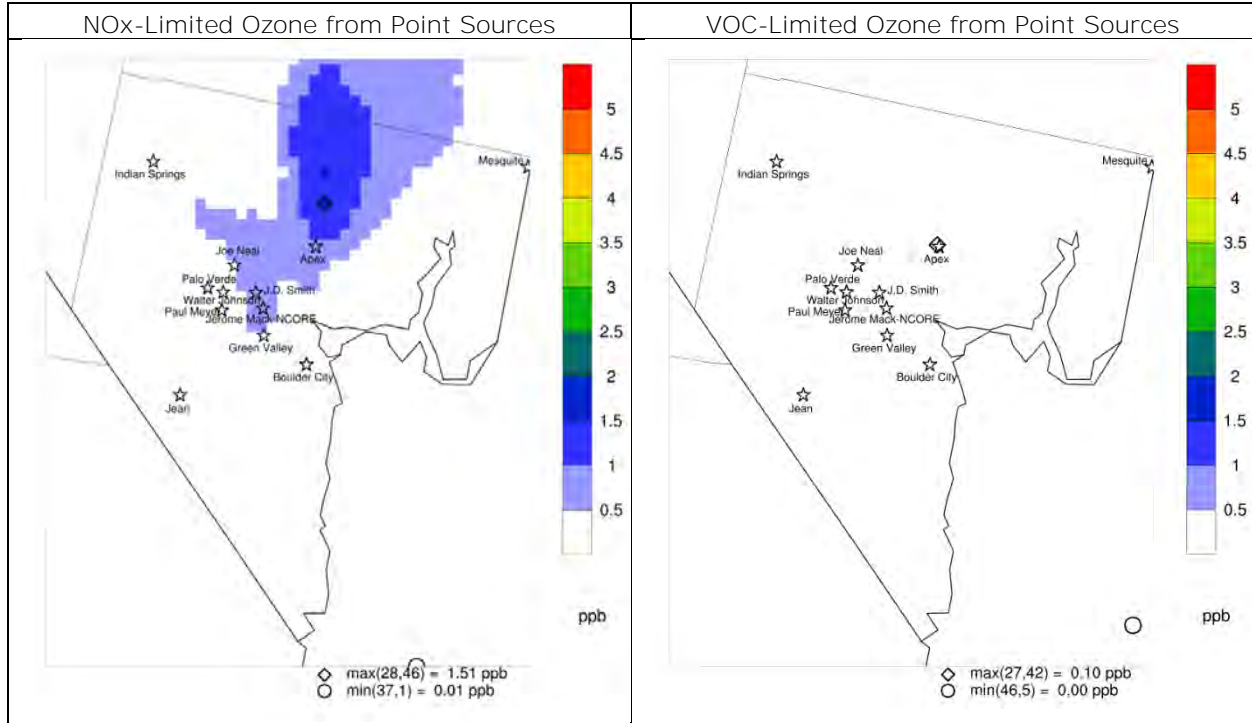 NOx-Limited Ozone from Point Sources
VOC-Limited Ozone from Point Sources
Indian Springs
Mesquite
Joe Neal
Apex
Palo Verde
Walter Johnson
J.D. Smith
Paul Meyer
Jerome Mack-NCORE
Green Valley
Boulder City
Jean
5
4.5
4
3.5
3
2.5
2
1.5
1
0.5
ppb
max(28,46) = 1.51 ppb
min(37,1) = 0.01 ppb
Indian Springs
Mesquite
Joe Neal
Apex
Palo Verde
Walter Johnson
J.D. Smith
Paul Meyer
Jerome Mack-NCORE
Green Valley
Boulder City
Jean
5
4.5
4
3.5
3
2.5
2
1.5
1
0.5
ppb
max(27,42) = 0.10 ppb
min(46,5) = 0.00 ppb